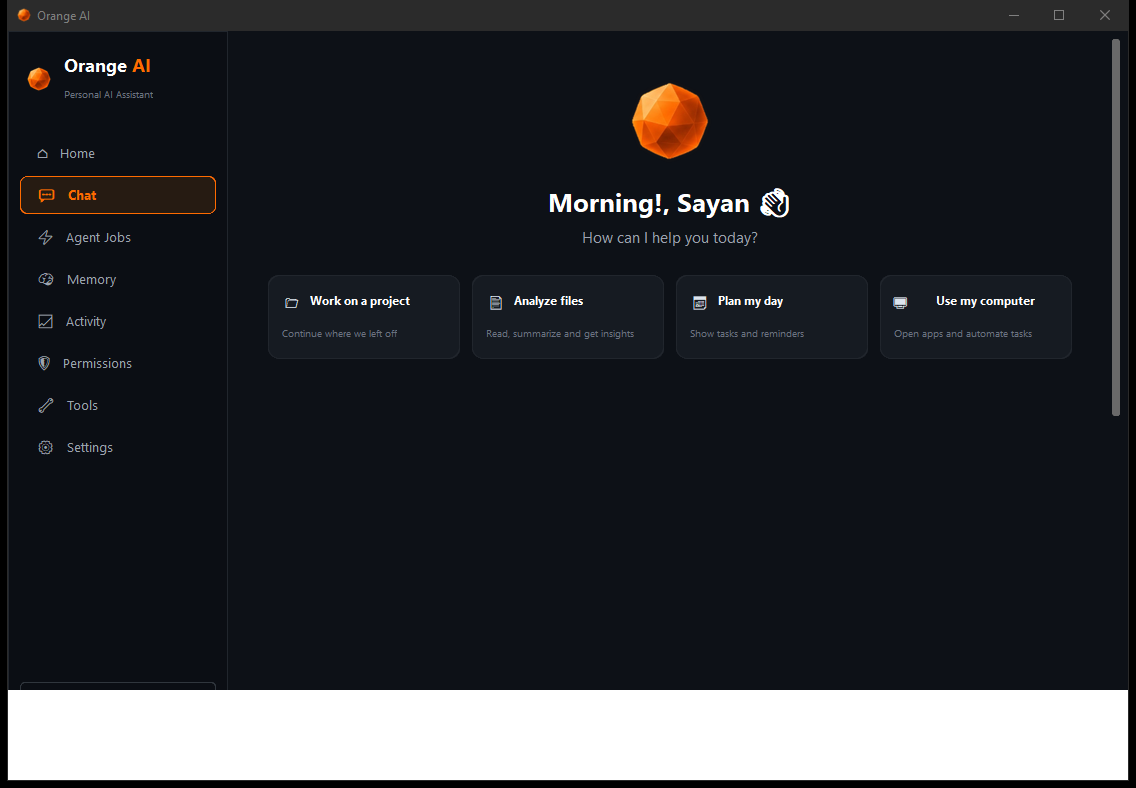 Orange AI
Orange AI
Personal AI Assistant
Home
Chat
Agent Jobs
Memory
Activity
Permissions
Tools
Settings
Morning!, Sayan 👋
How can I help you today?
Work on a project
Continue where we left off
Analyze files
Read, summarize and get insights
Plan my day
Show tasks and reminders
Use my computer
Open apps and automate tasks